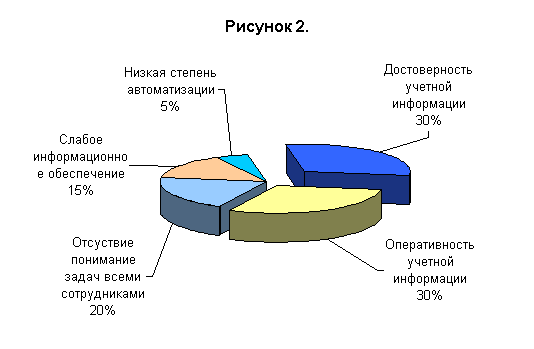 Рисунок 2.
Низкая степень
автоматизации
5%
Достоверность
учетной
информации
30%
Слабое
информационно
е обеспечение
15%
Отсуствие
понимание
задач всеми
сотрудниками
20%
Оперативность
учетной
информации
30%